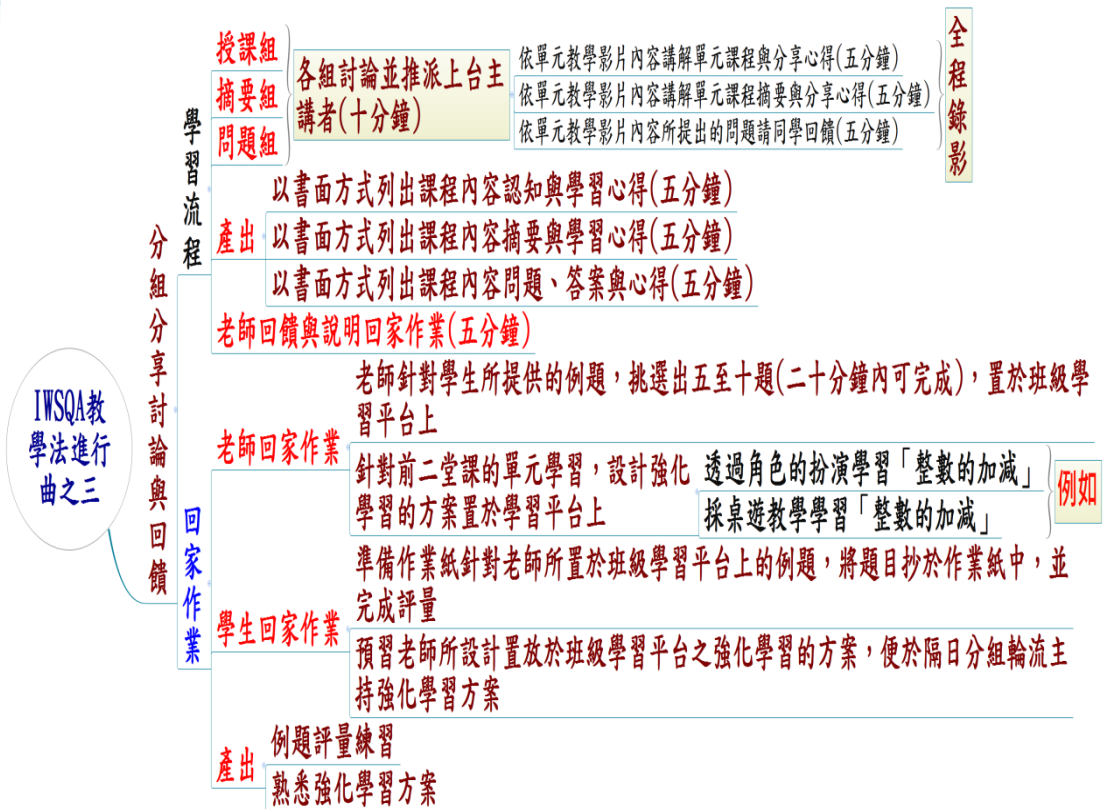 IWSQA教
學法進行
曲之三
分組分享討論與回饋
學習流程
授課組
摘要組
問題組
各組討論並推派上台主
講者(十分鐘)
依單元教學影片內容講解單元課程與分享心得(五分鐘)
依單元教學影片內容講解單元課程摘要與分享心得(五分鐘)
依單元教學影片內容所提出的問題請同學回饋(五分鐘)
全程錄影
產出
以書面方式列出課程內容認知與學習心得(五分鐘)
以書面方式列出課程內容摘要與學習心得(五分鐘)
以書面方式列出課程內容問題、答案與心得(五分鐘)
老師回饋與說明回家作業(五分鐘)
回家作業
老師回家作業
老師針對學生所提供的例題，挑選出五至十題(二十分鐘內可完成)，置於班級學
習平台上
針對前二堂課的單元學習，設計強化
學習的方案置於學習平台上
透過角色的扮演學習「整數的加減」
採桌遊教學學習「整數的加減」
例如
學生回家作業
準備作業紙針對老師所置於班級學習平台上的例題，將題目抄於作業紙中，並
完成評量
預習老師所設計置放於班級學習平台之強化學習的方案，便於隔日分組輪流主
持強化學習方案
產出
例題評量練習
熟悉強化學習方案